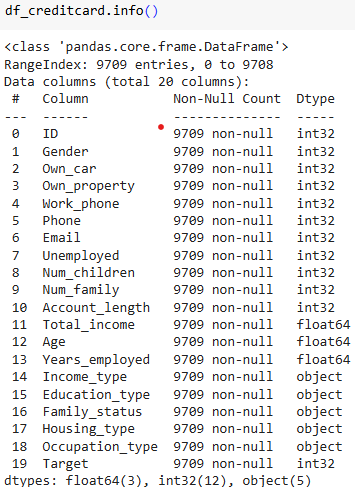 df_creditcard.info()
<class 'pandas.core.frame.DataFrame'>
RangeIndex: 9709 entries, 0 to 9708
Data columns (total 20 columns):
 #   Column           Non-Null Count  Dtype
---  ------           --------------  -----
 0   ID               9709 non-null   int32
 1   Gender           9709 non-null   int32
 2   Own_car          9709 non-null   int32
 3   Own_property     9709 non-null   int32
 4   Work_phone       9709 non-null   int32
 5   Phone            9709 non-null   int32
 6   Email            9709 non-null   int32
 7   Unemployed       9709 non-null   int32
 8   Num_children     9709 non-null   int32
 9   Num_family       9709 non-null   int32
 10  Account_length   9709 non-null   int32
 11  Total_income     9709 non-null   float64
 12  Age              9709 non-null   float64
 13  Years_employed   9709 non-null   float64
 14  Income_type      9709 non-null   object
 15  Education_type   9709 non-null   object
 16  Family_status    9709 non-null   object
 17  Housing_type     9709 non-null   object
 18  Occupation_type  9709 non-null   object
 19  Target           9709 non-null   int32
dtypes: float64(3), int32(12), object(5)